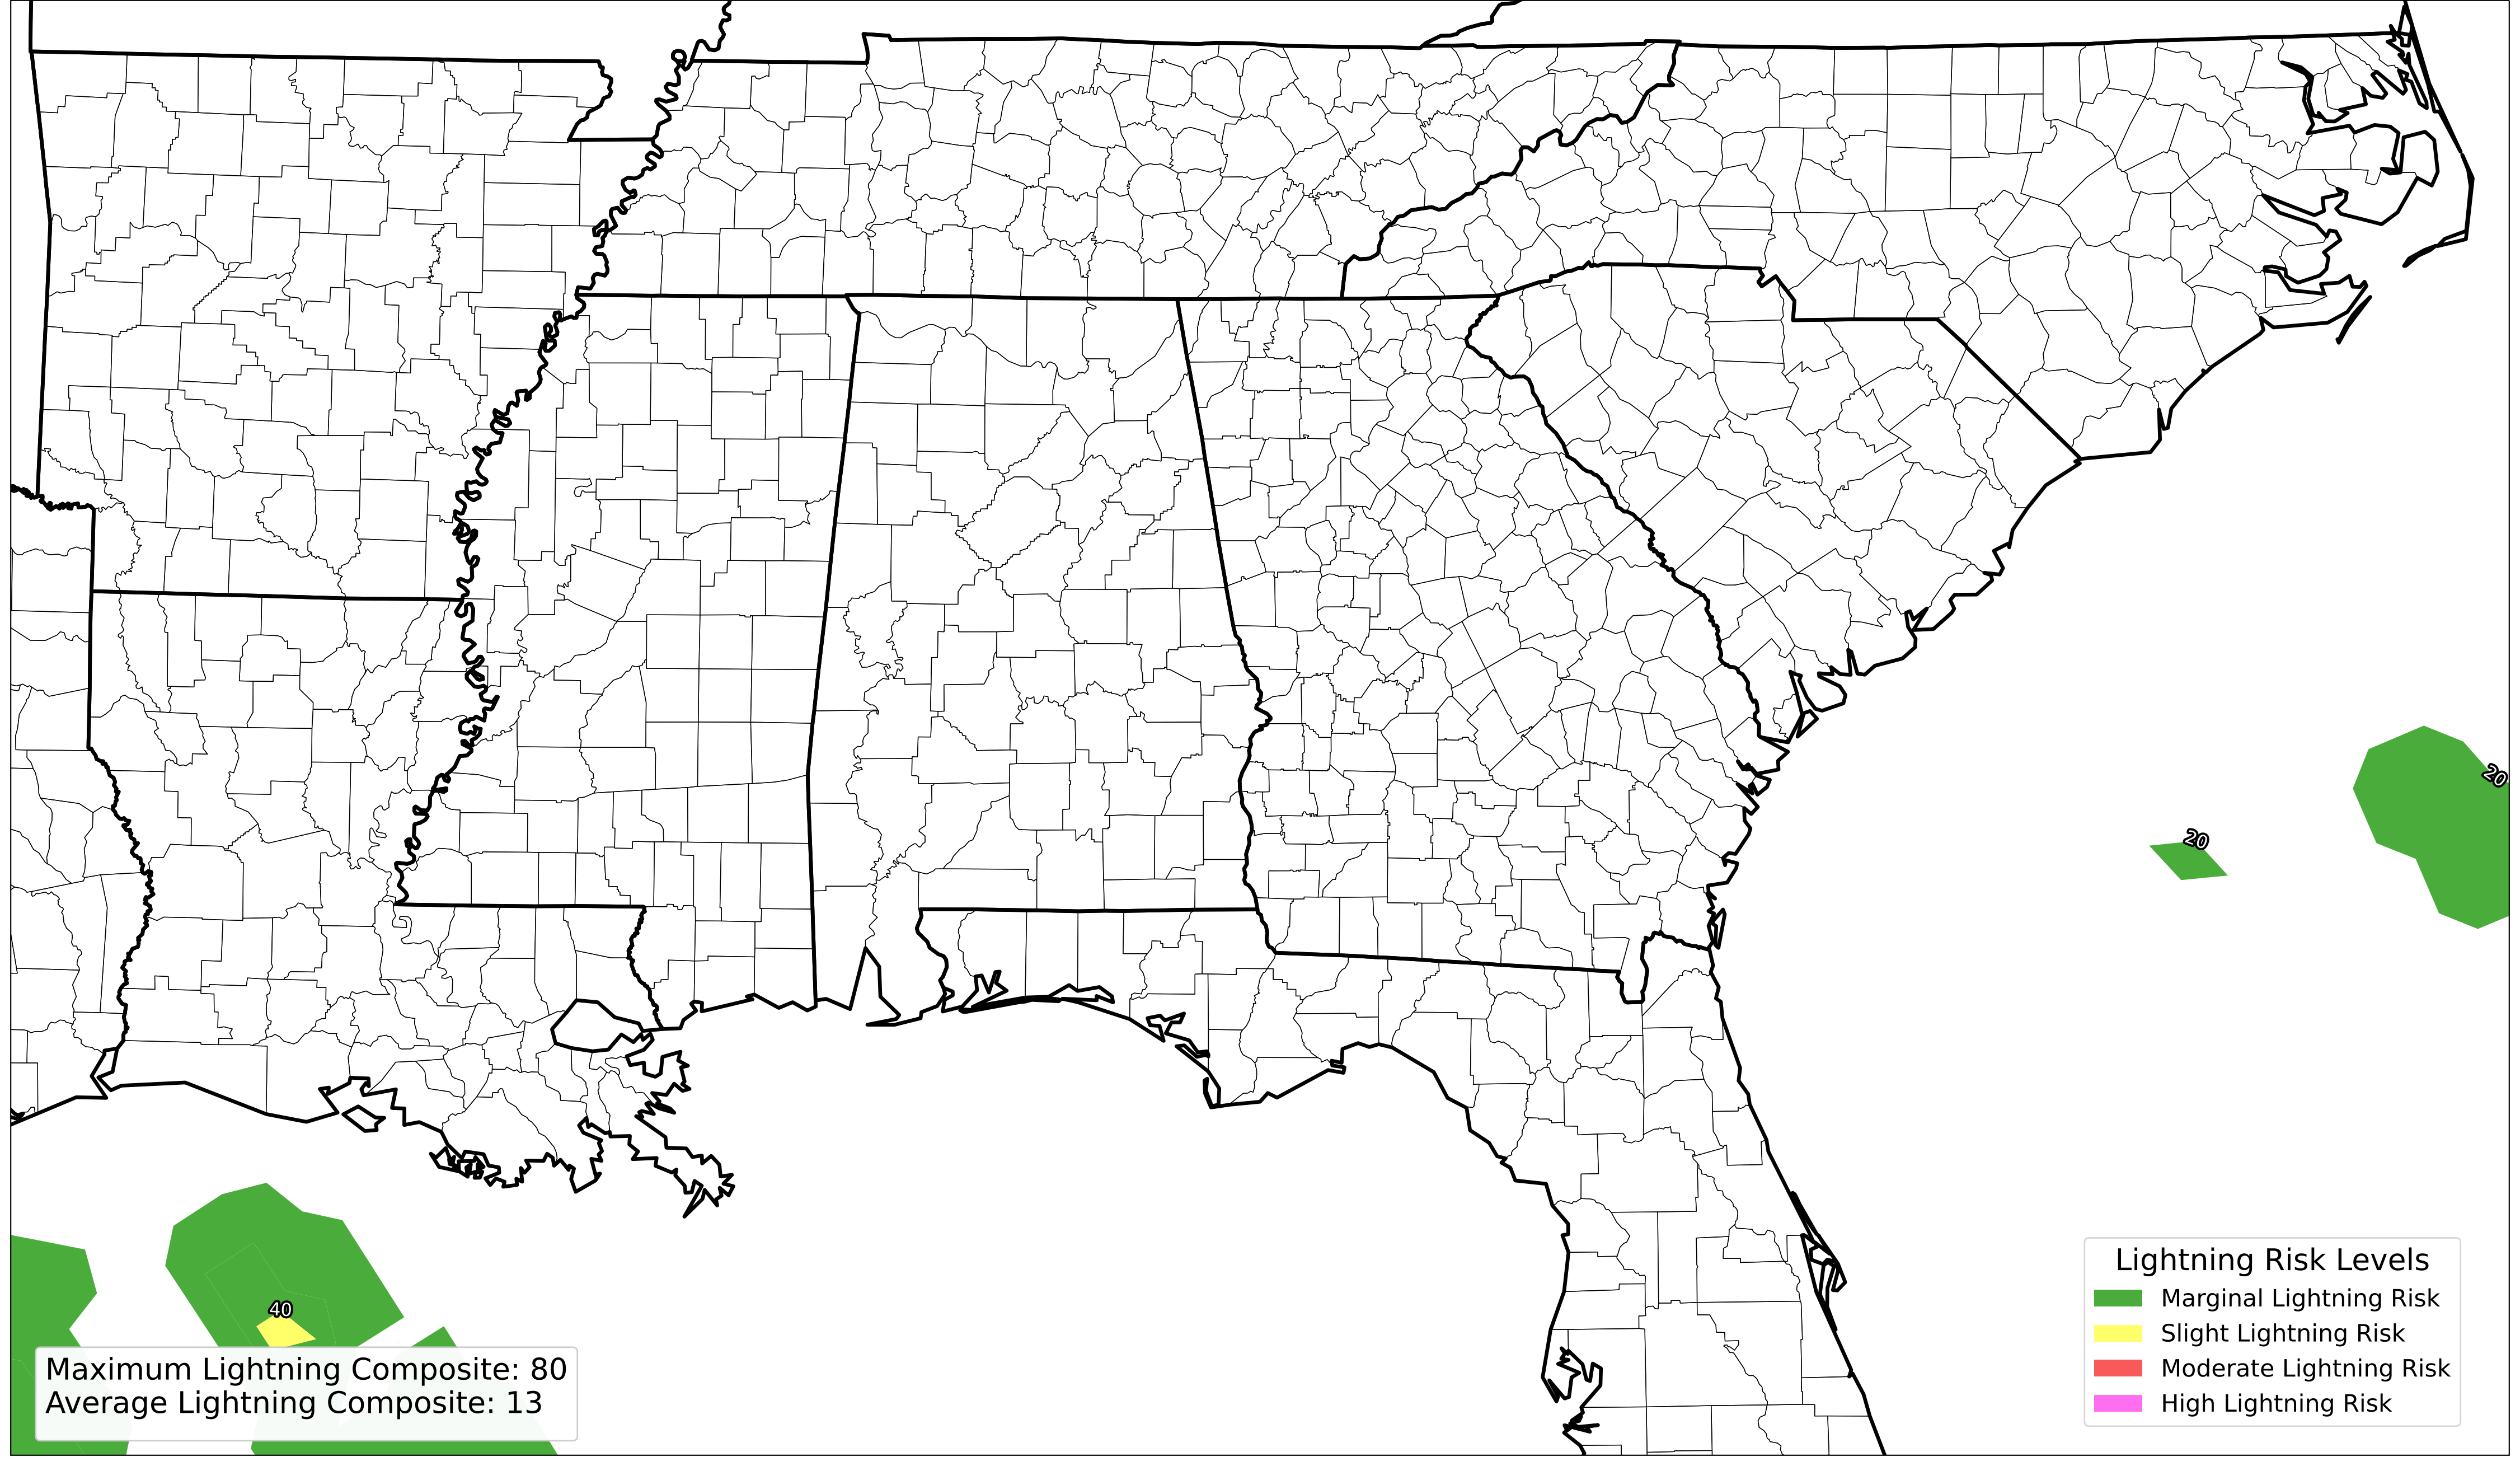 20
20
40
Maximum Lightning Composite: 80
Average Lightning Composite: 13
Lightning Risk Levels
Marginal Lightning Risk
Slight Lightning Risk
Moderate Lightning Risk
High Lightning Risk